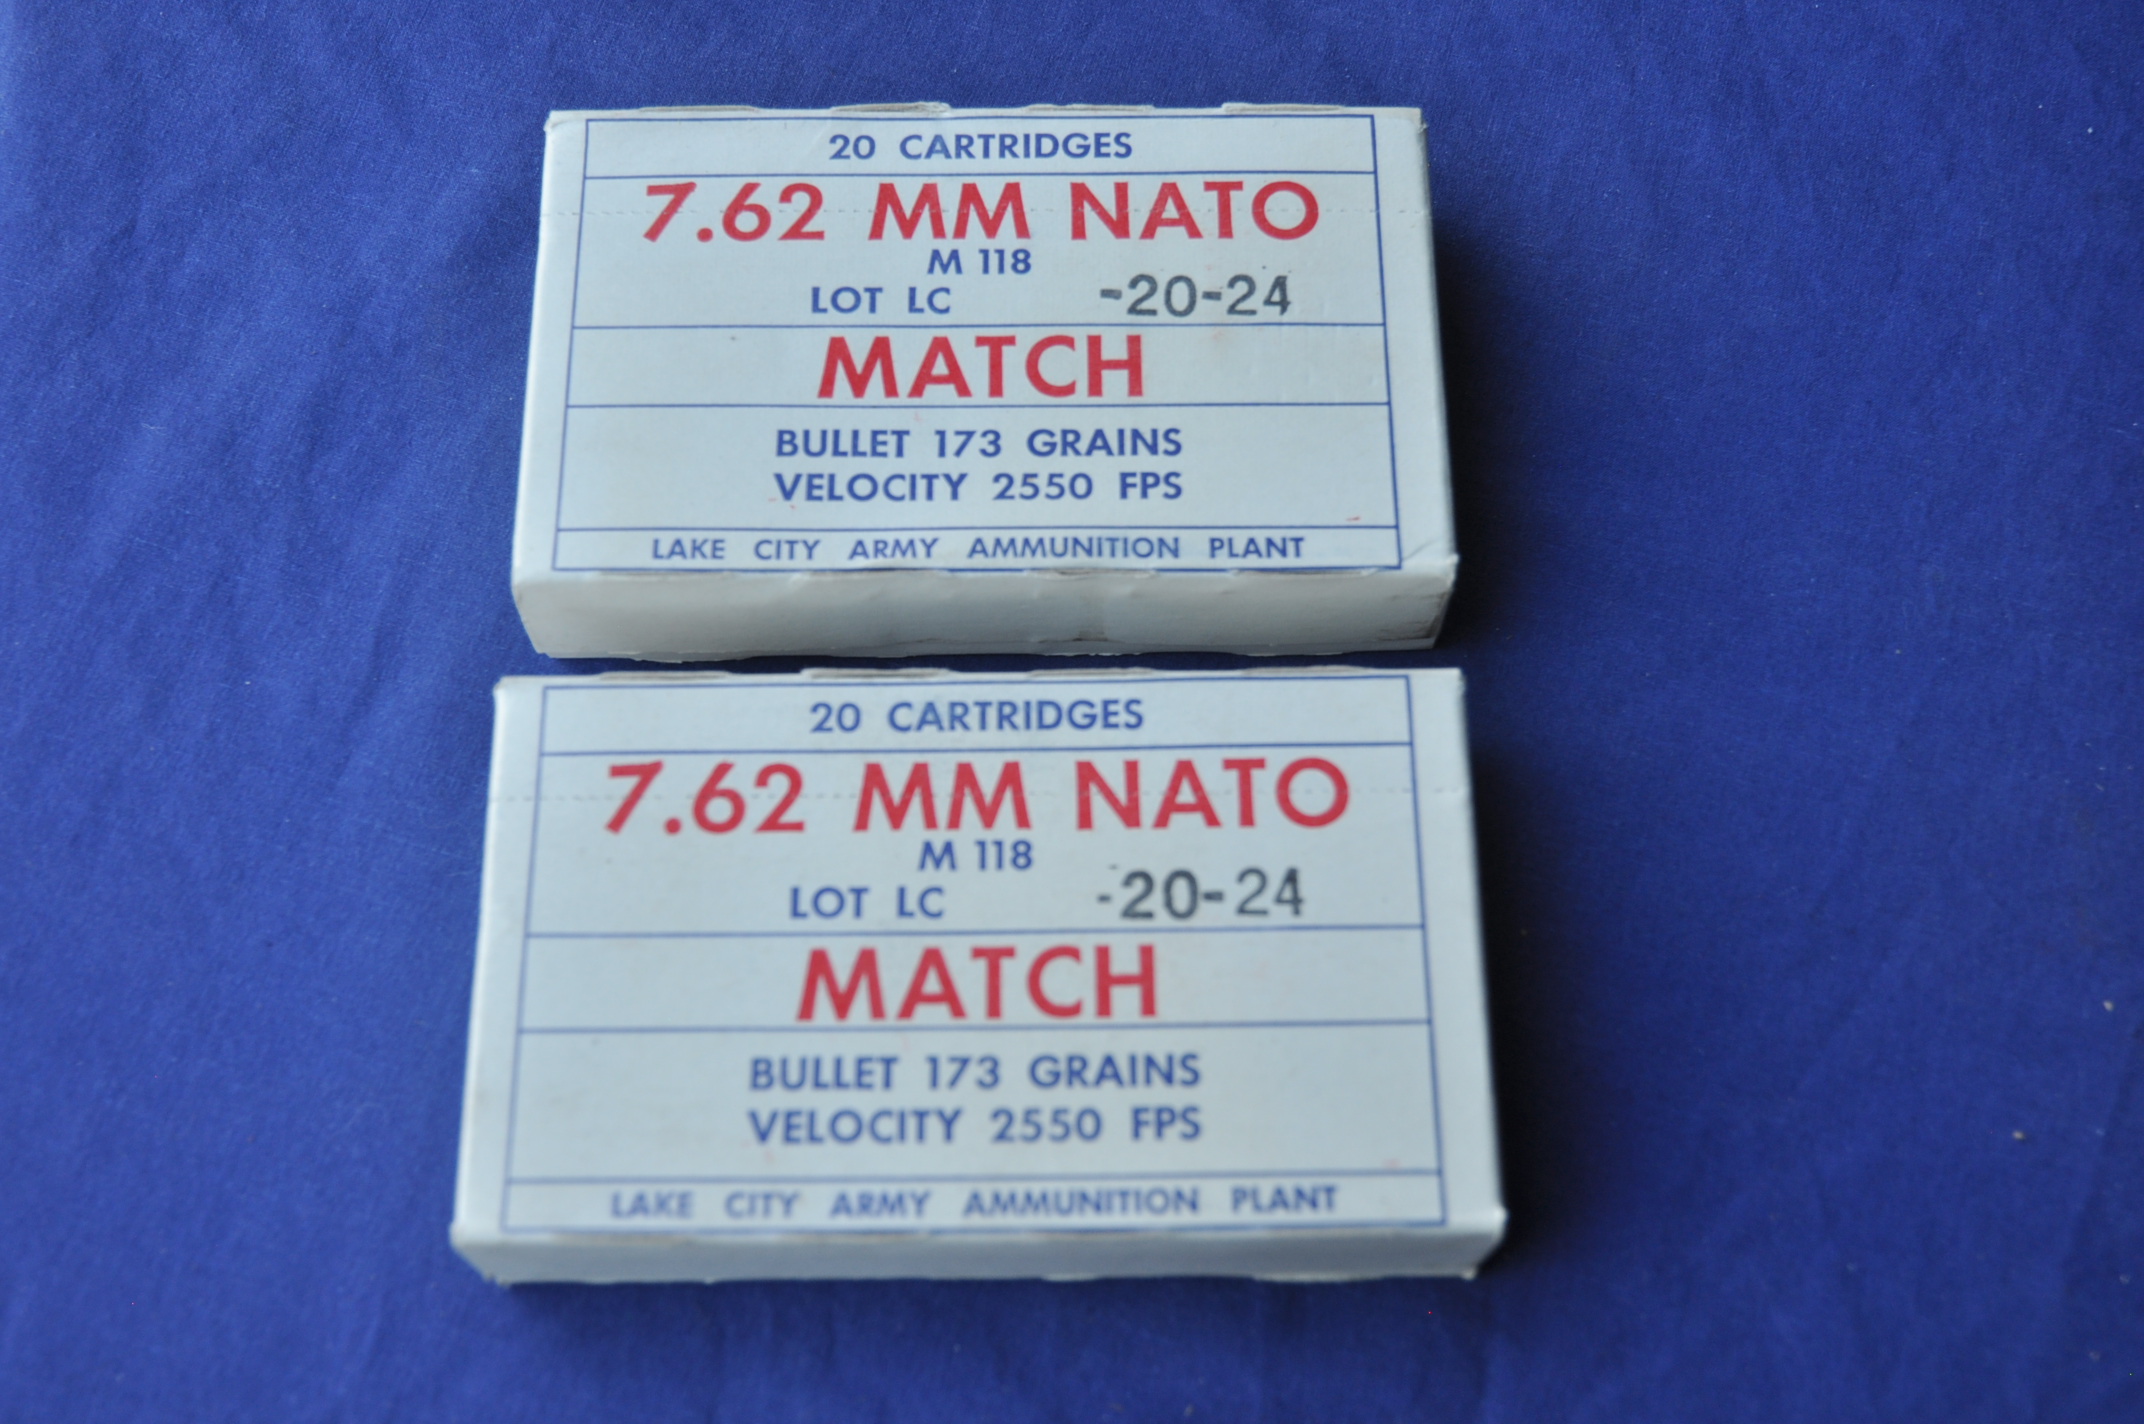 20 CARTRIDGES
7.62 MM NATO
M 118
LOT LC -20-24
MATCH
BULLET 173 GRAINS
VELOCITY 2550 FPS
LAKE CITY ARMY AMMUNITION PLANT
20 CARTRIDGES
7.62 MM NATO
M 118
LOT LC -20-24
MATCH
BULLET 173 GRAINS
VELOCITY 2550 FPS
LAKE CITY ARMY AMMUNITION PLANT